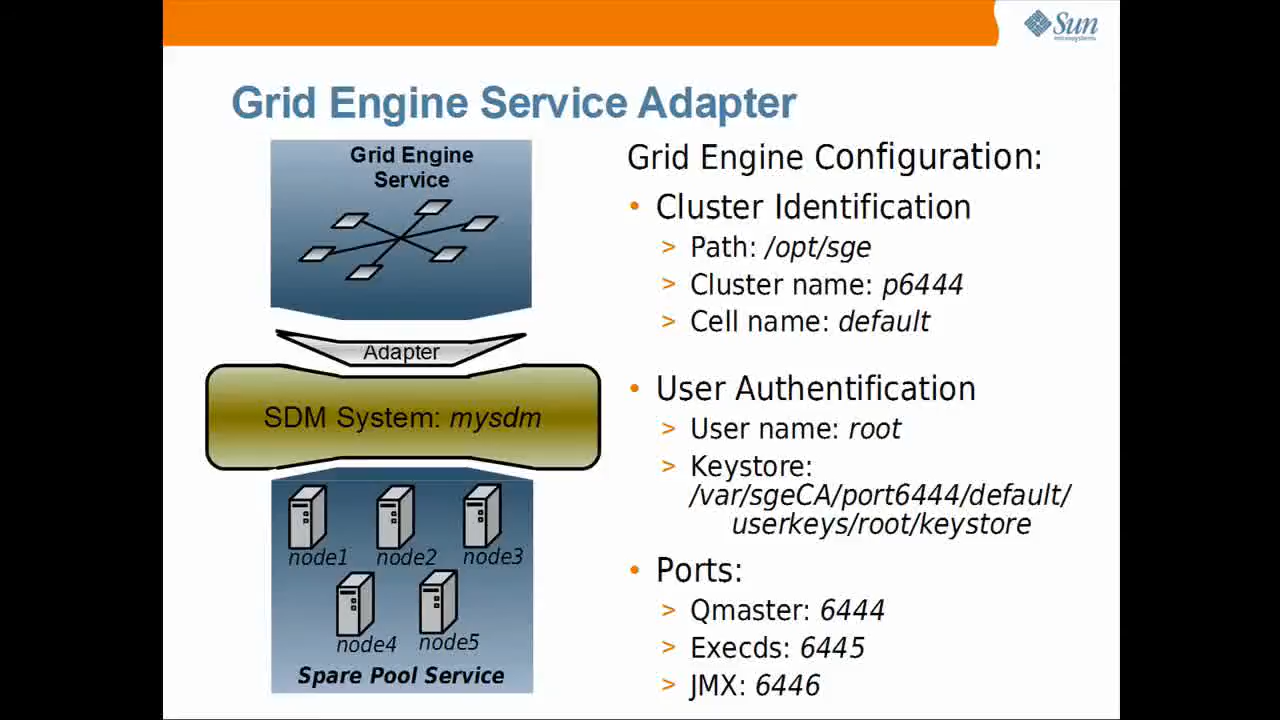 Sun
microsystems
Grid Engine Service Adapter
Grid Engine
Service
Adapter
SDM System: mysdm
node1 node2 node3
node4 node5
Spare Pool Service
Grid Engine Configuration:
• Cluster Identification
> Path: /opt/sge
> Cluster name: p6444
> Cell name: default
• User Authentification
> User name: root
> Keystore:
/var/sgeCA/port6444/default/
userkeys/root/keystore
• Ports:
> Qmaster: 6444
> Execds: 6445
> JMX: 6446